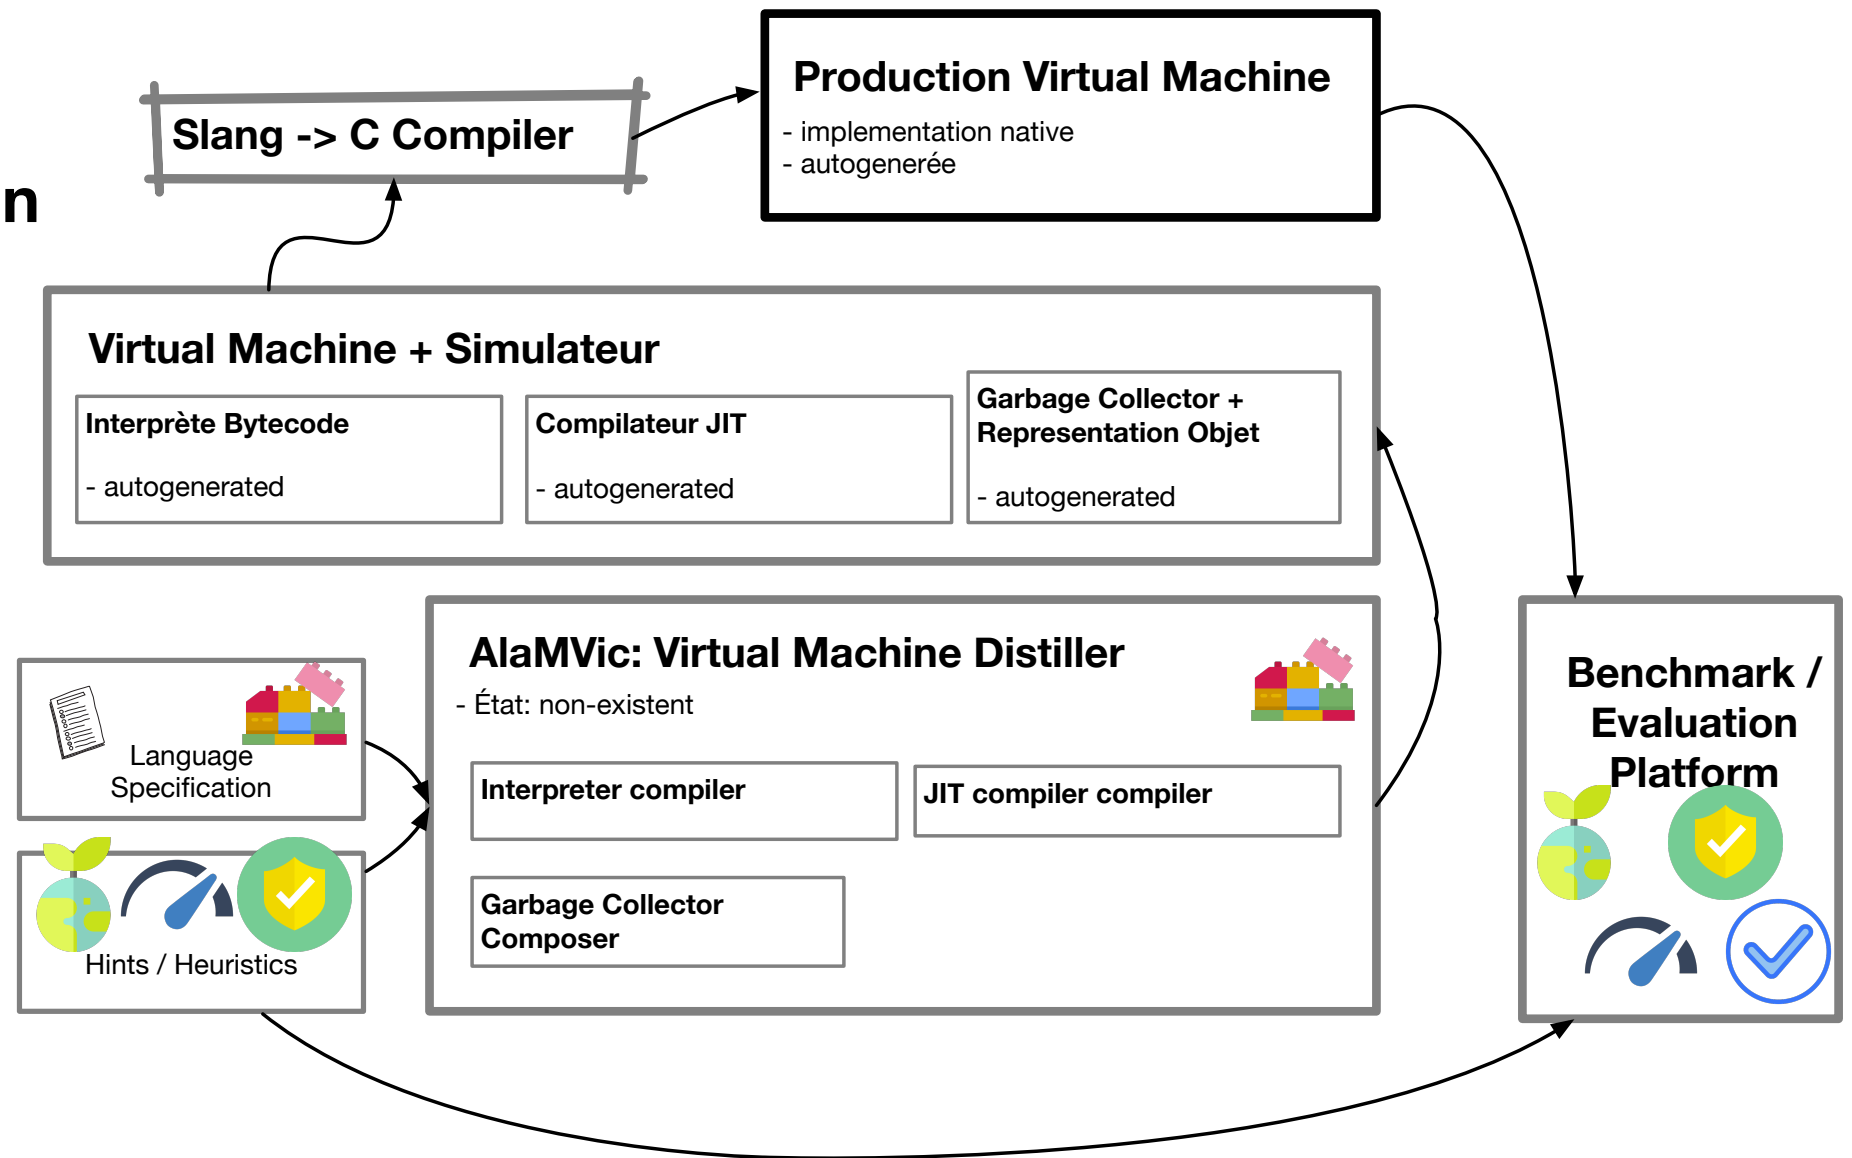 n
Slang -> C Compiler
Production Virtual Machine
- implementation native
- autogenerée
Virtual Machine + Simulateur
Interprète Bytecode
- autogenerated
Compilateur JIT
- autogenerated
Garbage Collector +
Representation Objet
- autogenerated
AlaMVic: Virtual Machine Distiller
- État: non-existent
Interpreter compiler
JIT compiler compiler
Garbage Collector
Composer
Language
Specification
Hints / Heuristics
Benchmark /
Evaluation
Platform